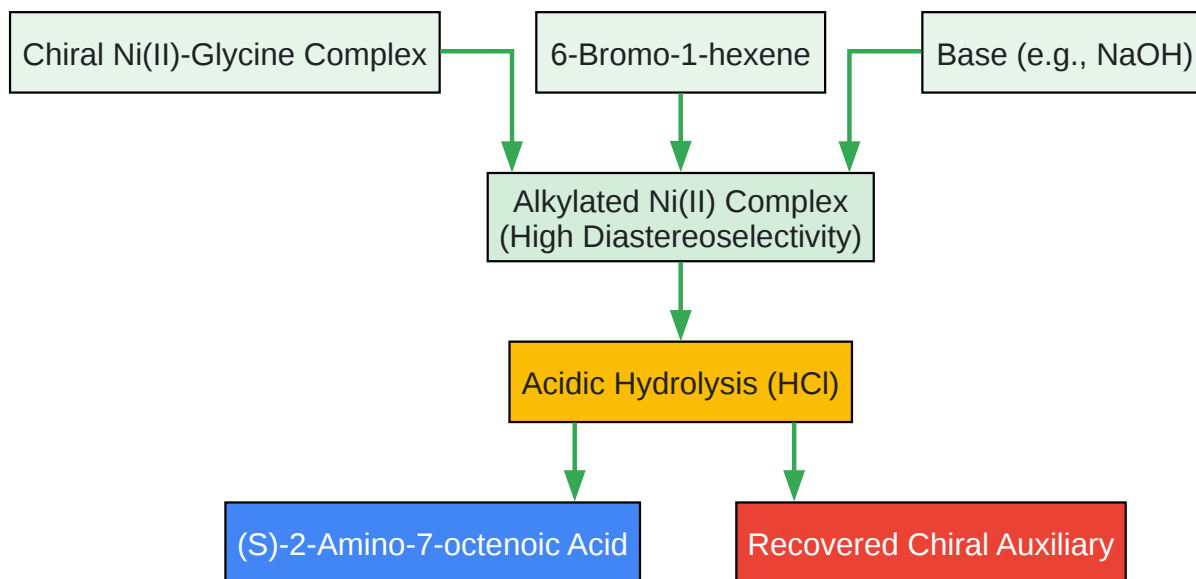 Chiral Ni(II)-Glycine Complex
6-Bromo-1-hexene
Base (e.g., NaOH)
Alkylated Ni(II) Complex
(High Diastereoselectivity)
Acidic Hydrolysis (HCl)
(S)-2-Amino-7-octenoic Acid
Recovered Chiral Auxiliary